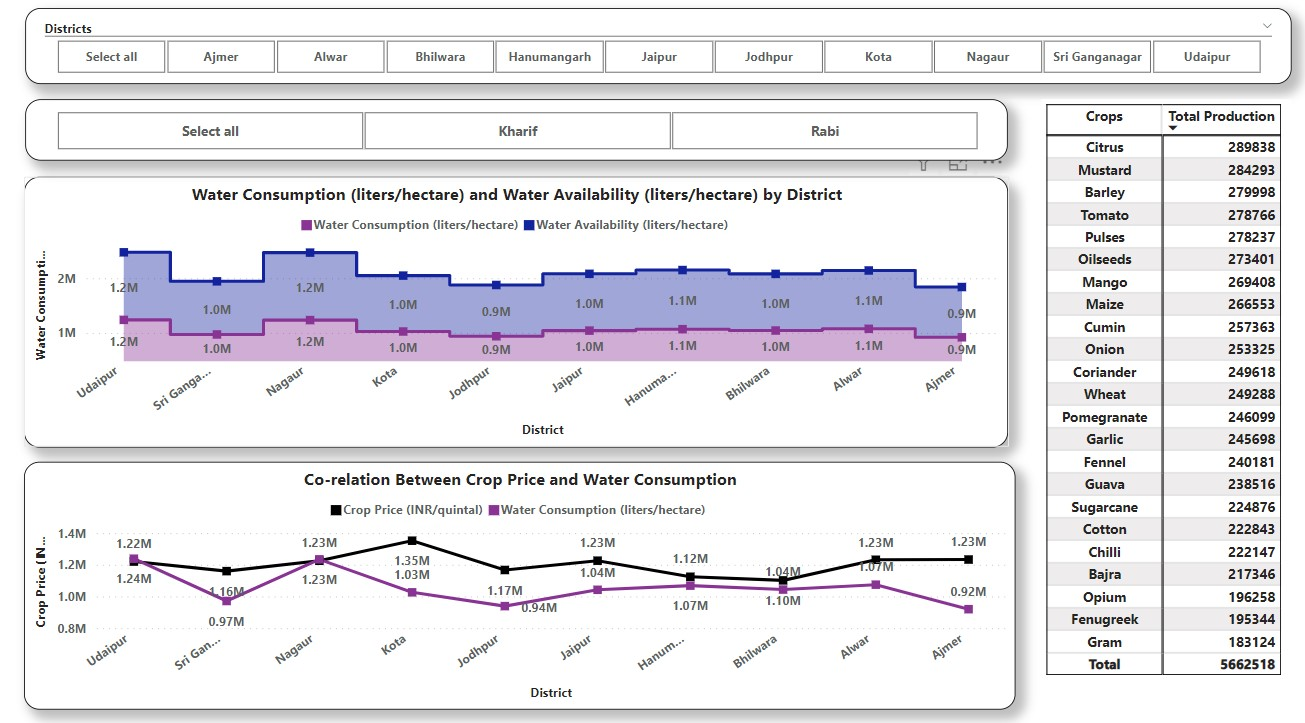 Districts
Select all Ajmer Alwar Bhilwara Hanumangarh Jaipur Jodhpur Kota Nagaur Sri Ganganagar Udaipur
Select all Kharif Rabi
Water Consumption (liters/hectare) and Water Availability (liters/hectare) by District
Water Consumption (liters/hectare) Water Availability (liters/hectare)
Water Consumpti...
2M
1M
1.2M 1.0M 1.2M 1.0M 0.9M 1.0M 1.1M 1.0M 1.1M 0.9M
1.2M 1.0M 1.2M 1.0M 0.9M 1.0M 1.1M 1.0M 1.1M 0.9M
Udaipur Sri Ganga... Nagaur Kota Jodhpur Jaipur Hanuma... Bhilwara Alwar Ajmer
District
Co-relation Between Crop Price and Water Consumption
Crop Price (INR/quintal) Water Consumption (liters/hectare)
Crop Price (IN...
1.4M
1.2M
1.0M
0.8M
1.22M 1.16M 1.23M 1.35M 1.17M 1.23M 1.12M 1.04M 1.23M 1.23M
1.24M 0.97M 1.23M 1.03M 0.94M 1.04M 1.07M 1.10M 1.07M 0.92M
Udaipur Sri Gan... Nagaur Kota Jodhpur Jaipur Hanum... Bhilwara Alwar Ajmer
District
Crops Total Production
Citrus 289838
Mustard 284293
Barley 279998
Tomato 278766
Pulses 278237
Oilseeds 273401
Mango 269408
Maize 266553
Cumin 257363
Onion 253325
Coriander 249618
Wheat 249288
Pomegranate 246099
Garlic 245698
Fennel 240181
Guava 238516
Sugarcane 224876
Cotton 222843
Chilli 222147
Bajra 217346
Opium 196258
Fenugreek 195344
Gram 183124
Total 5662518